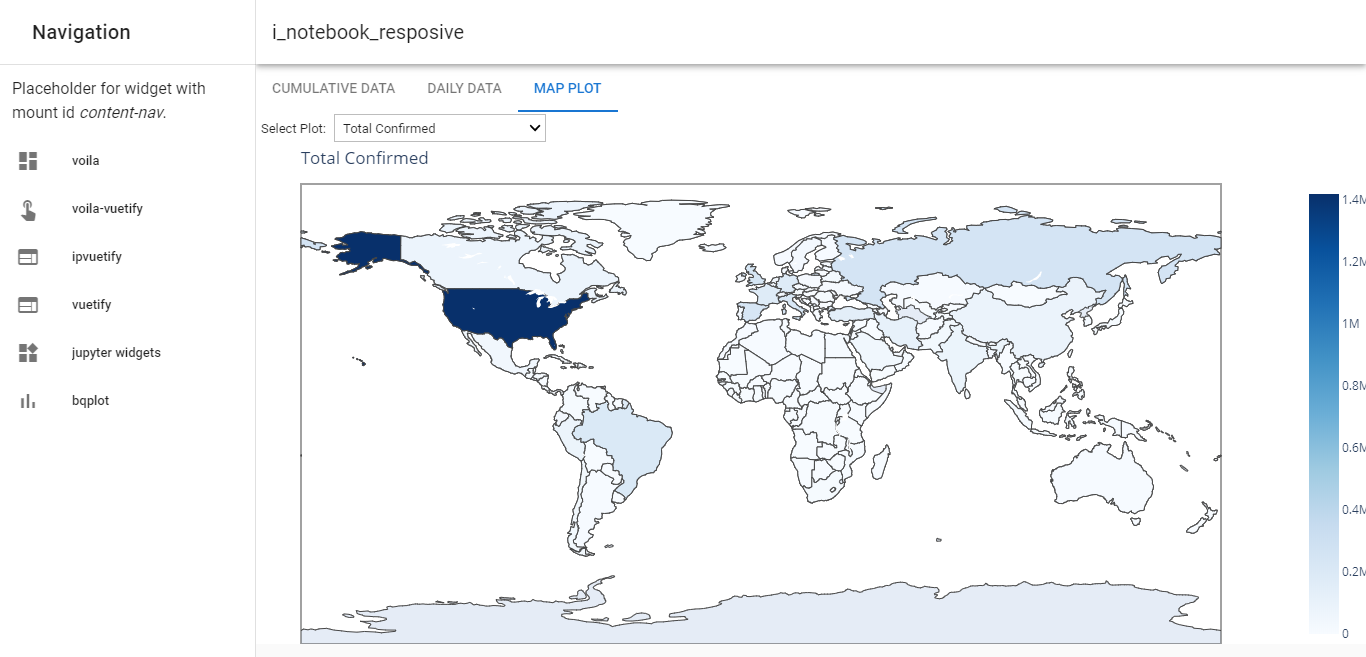 Navigation
i_notebook_resposive
Placeholder for widget with
mount id content-nav.
voila
voila-vuetify
ipvuetify
vuetify
jupyter widgets
bqplot
CUMULATIVE DATA
DAILY DATA
MAP PLOT
Select Plot:
Total Confirmed
Total Confirmed
1.4M
1.2M
1M
0.8M
0.6M
0.4M
0.2M
0